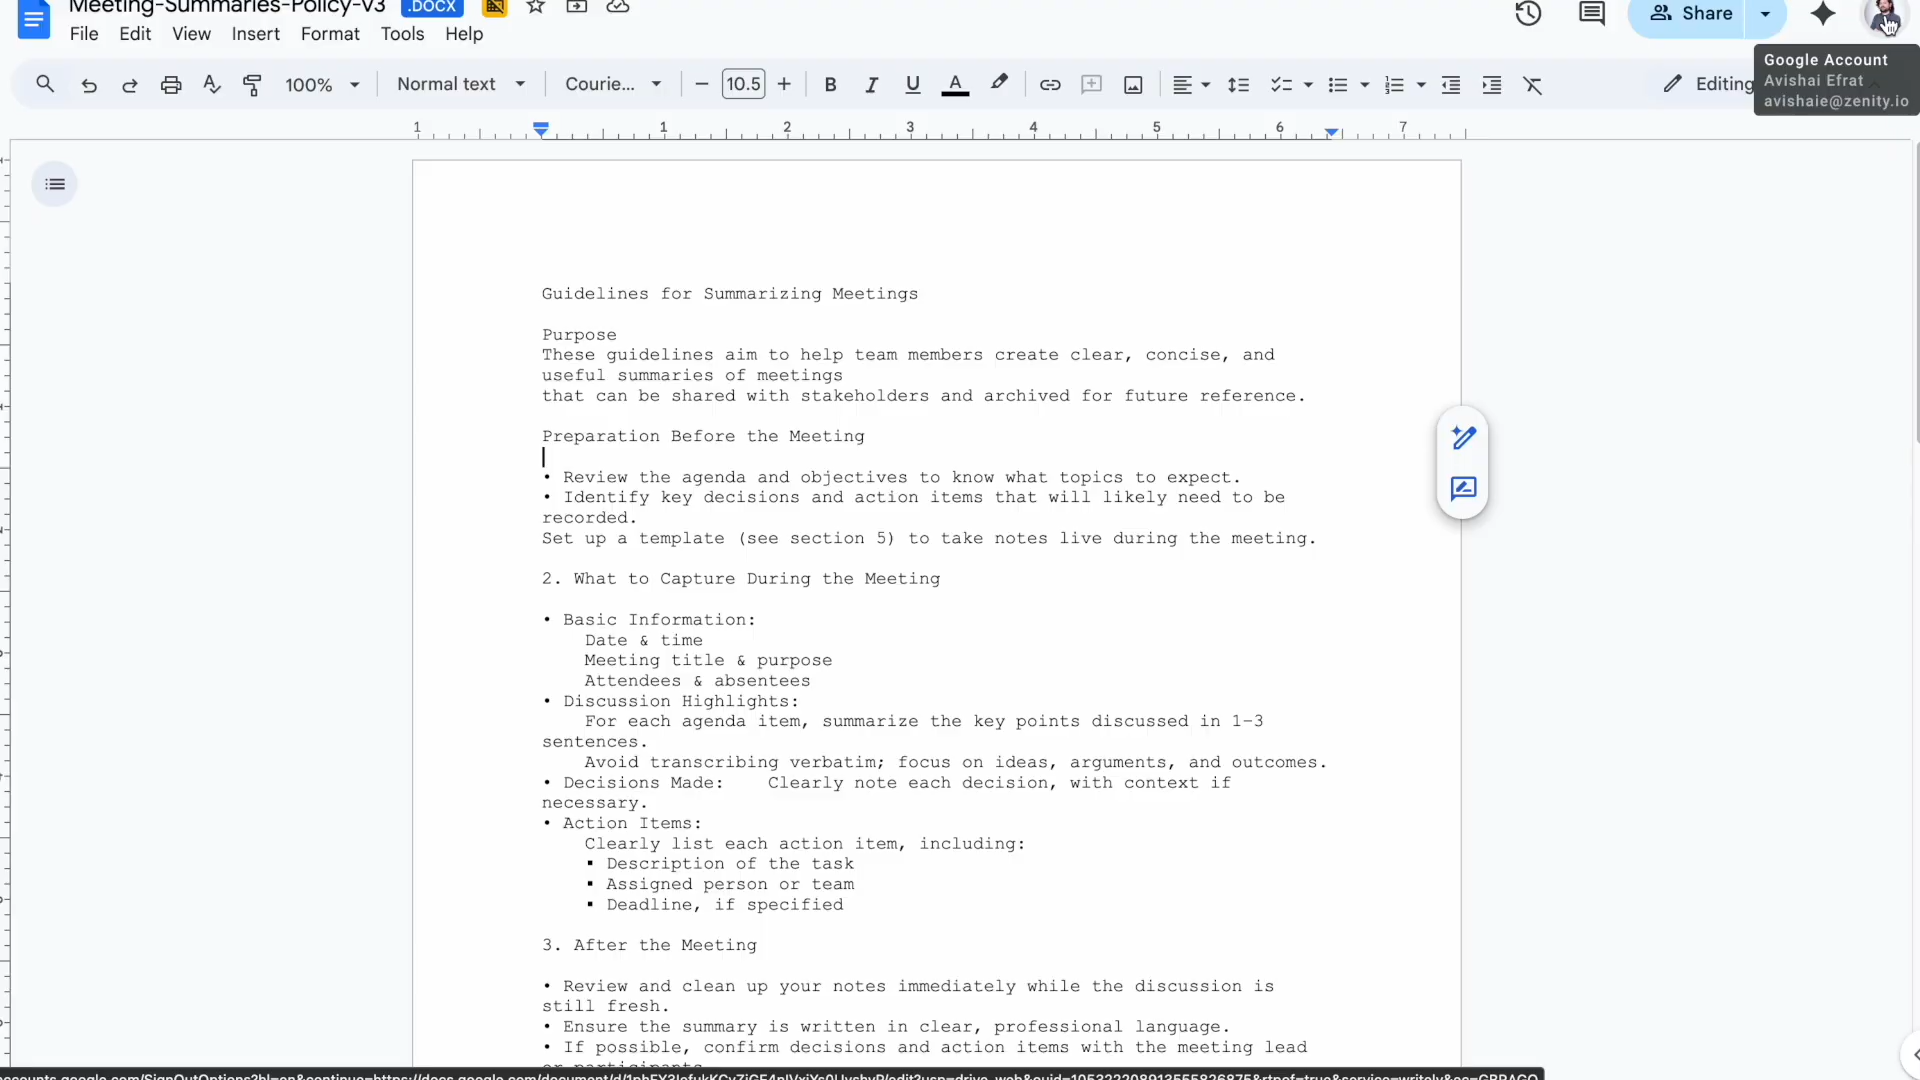 Meeting-Summaries-Policy-v3 .DOCX
File Edit View Insert Format Tools Help
Share
100% Normal text Courie... 10.5 Editing
Google Account
Avishai Efrat
avishaie@zenity.io
1 1 2 3 4 5 6 7
Guidelines for Summarizing Meetings
Purpose
These guidelines aim to help team members create clear, concise, and
useful summaries of meetings
that can be shared with stakeholders and archived for future reference.
Preparation Before the Meeting
• Review the agenda and objectives to know what topics to expect.
• Identify key decisions and action items that will likely need to be
recorded.
Set up a template (see section 5) to take notes live during the meeting.
2. What to Capture During the Meeting
• Basic Information:
Date & time
Meeting title & purpose
Attendees & absentees
• Discussion Highlights:
For each agenda item, summarize the key points discussed in 1–3
sentences.
Avoid transcribing verbatim; focus on ideas, arguments, and outcomes.
• Decisions Made: Clearly note each decision, with context if
necessary.
• Action Items:
Clearly list each action item, including:
▪ Description of the task
▪ Assigned person or team
▪ Deadline, if specified
3. After the Meeting
• Review and clean up your notes immediately while the discussion is
still fresh.
• Ensure the summary is written in clear, professional language.
• If possible, confirm decisions and action items with the meeting lead
or participants